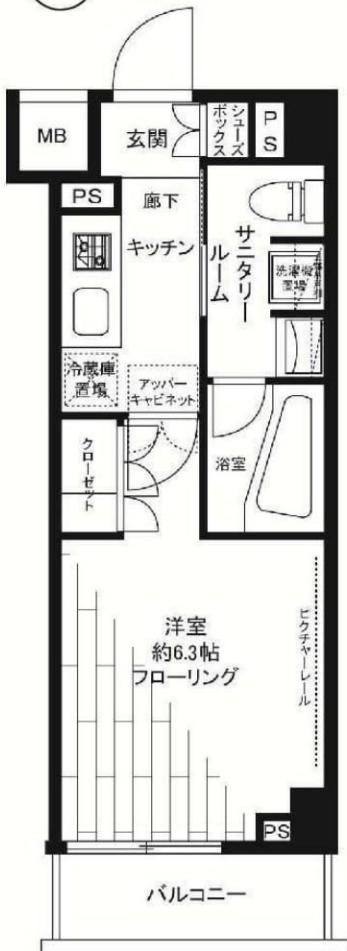 MB
玄関
シューズ
ボックス
PS
PS
廊下
キッチン
サニタリー
ルーム
洗濯機
置場
冷蔵庫
置場
アッパー
キャビネット
クローゼット
浴室
洋室
約6.3帖
フローリング
ピクチャーレール
PS
バルコニー